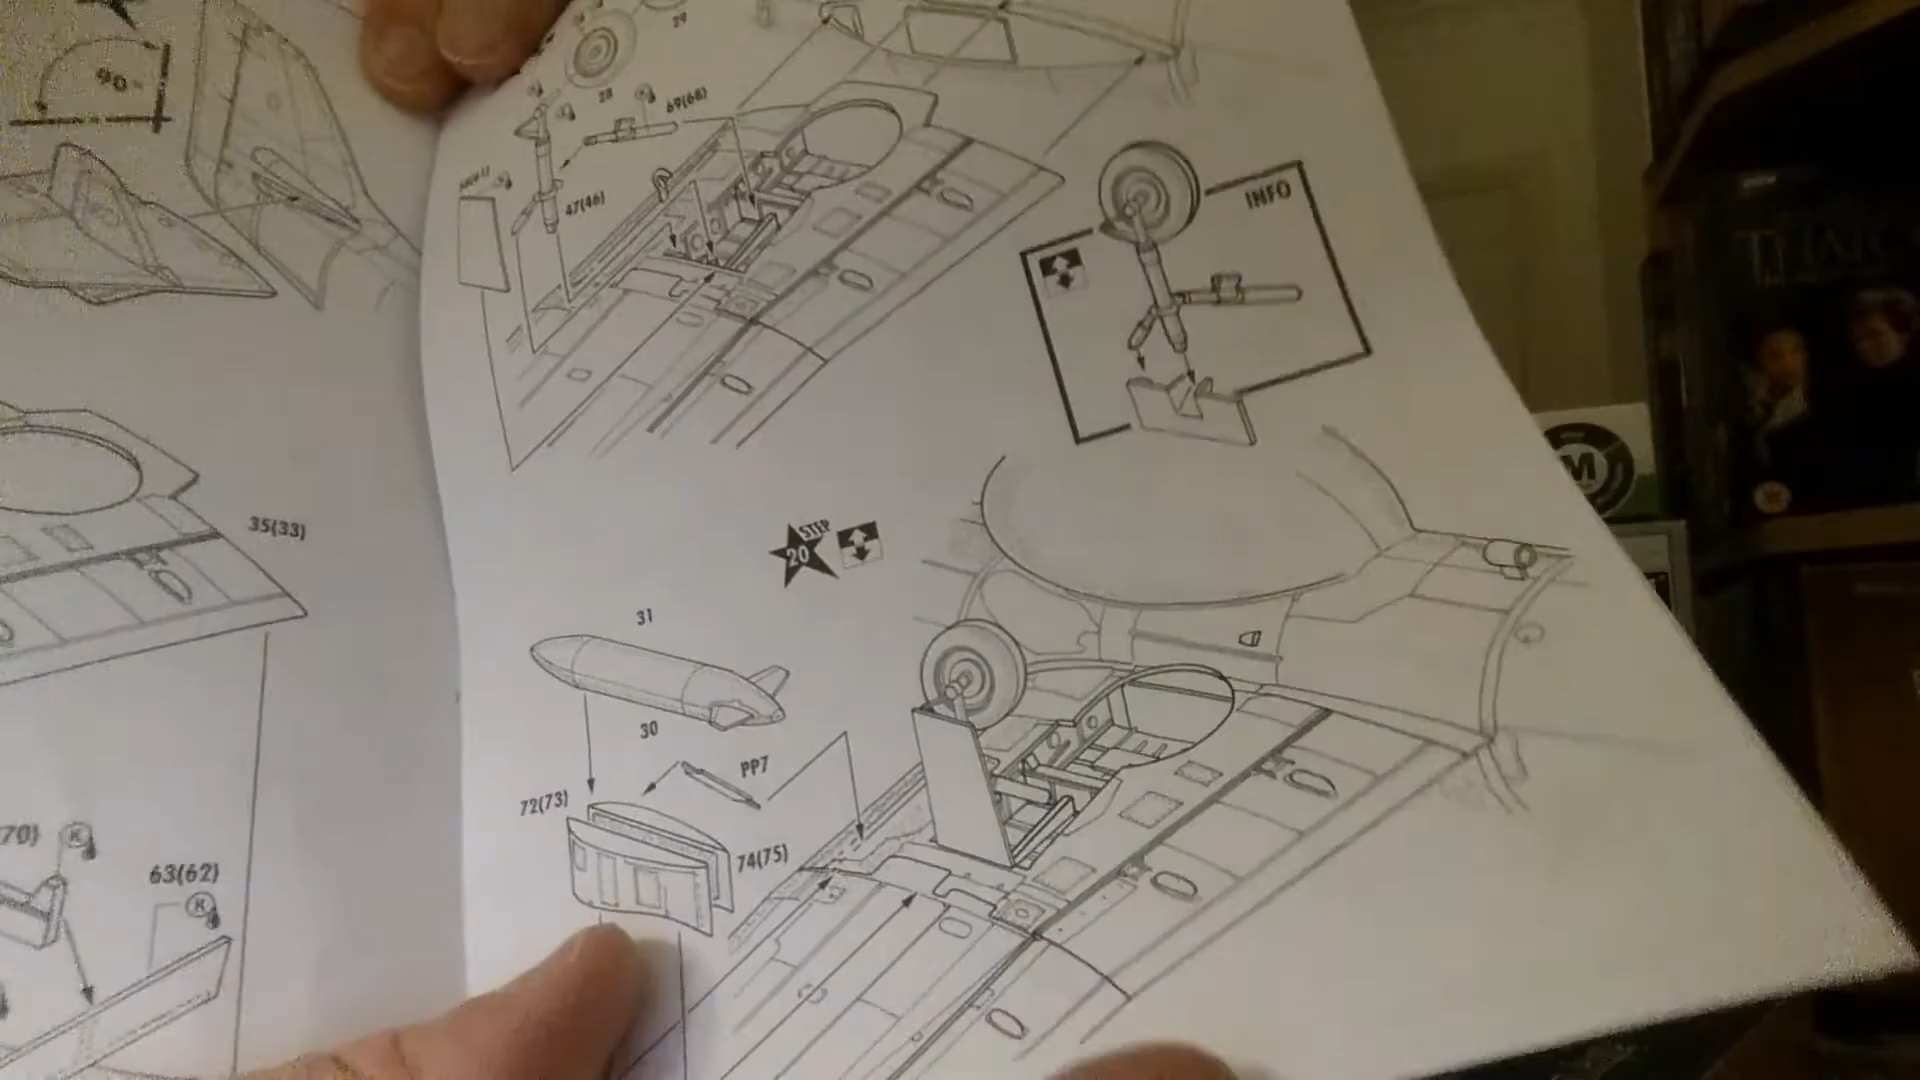 29
28
69(68)
47(46)
INFO
90°
M
35(33)
STEP
20
31
30
PP7
72(73)
74(75)
70)
K
63(62)
K